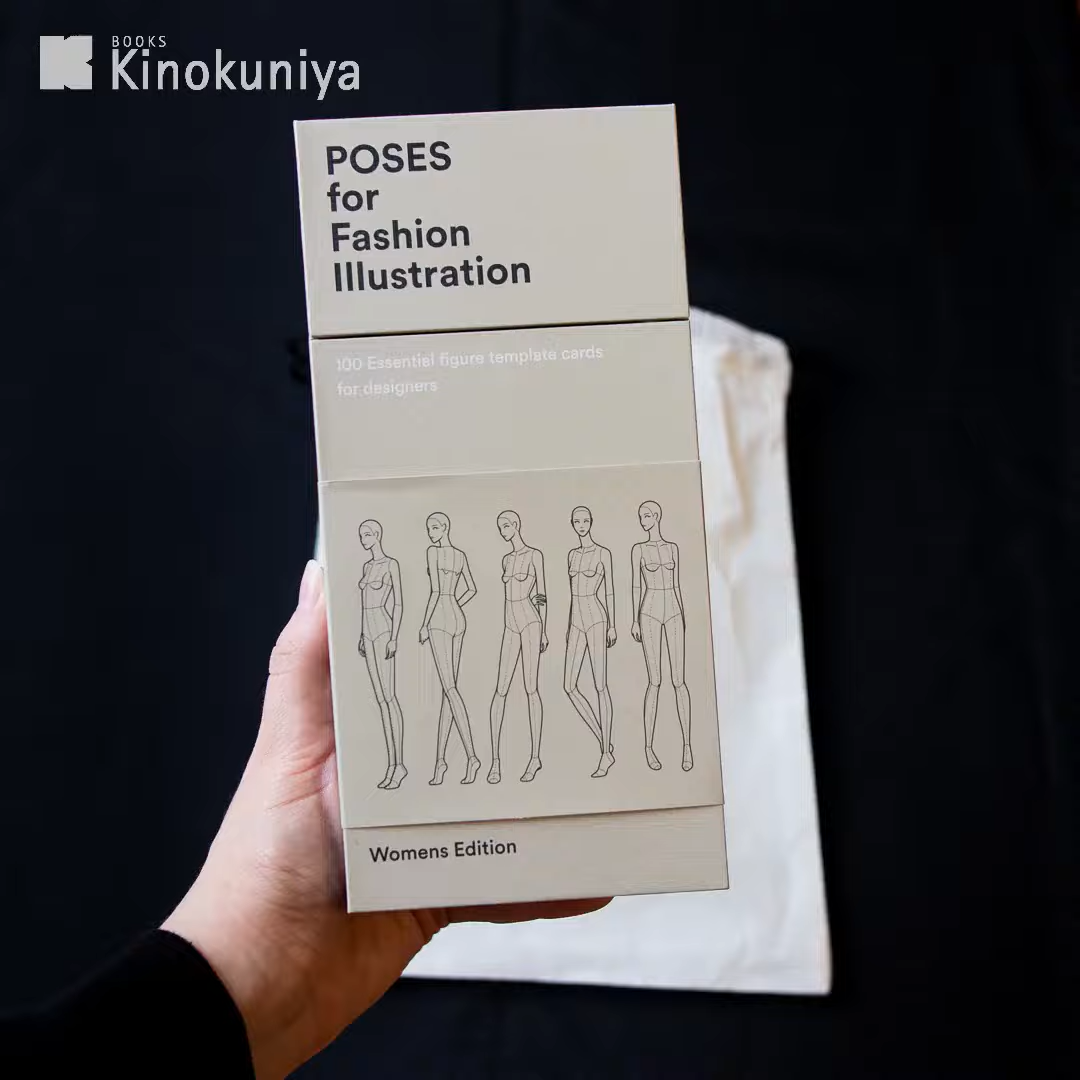 BOOKS
Kinokuniya
POSES
for
Fashion
Illustration
100 Essential figure template cards
for designers
Womens Edition